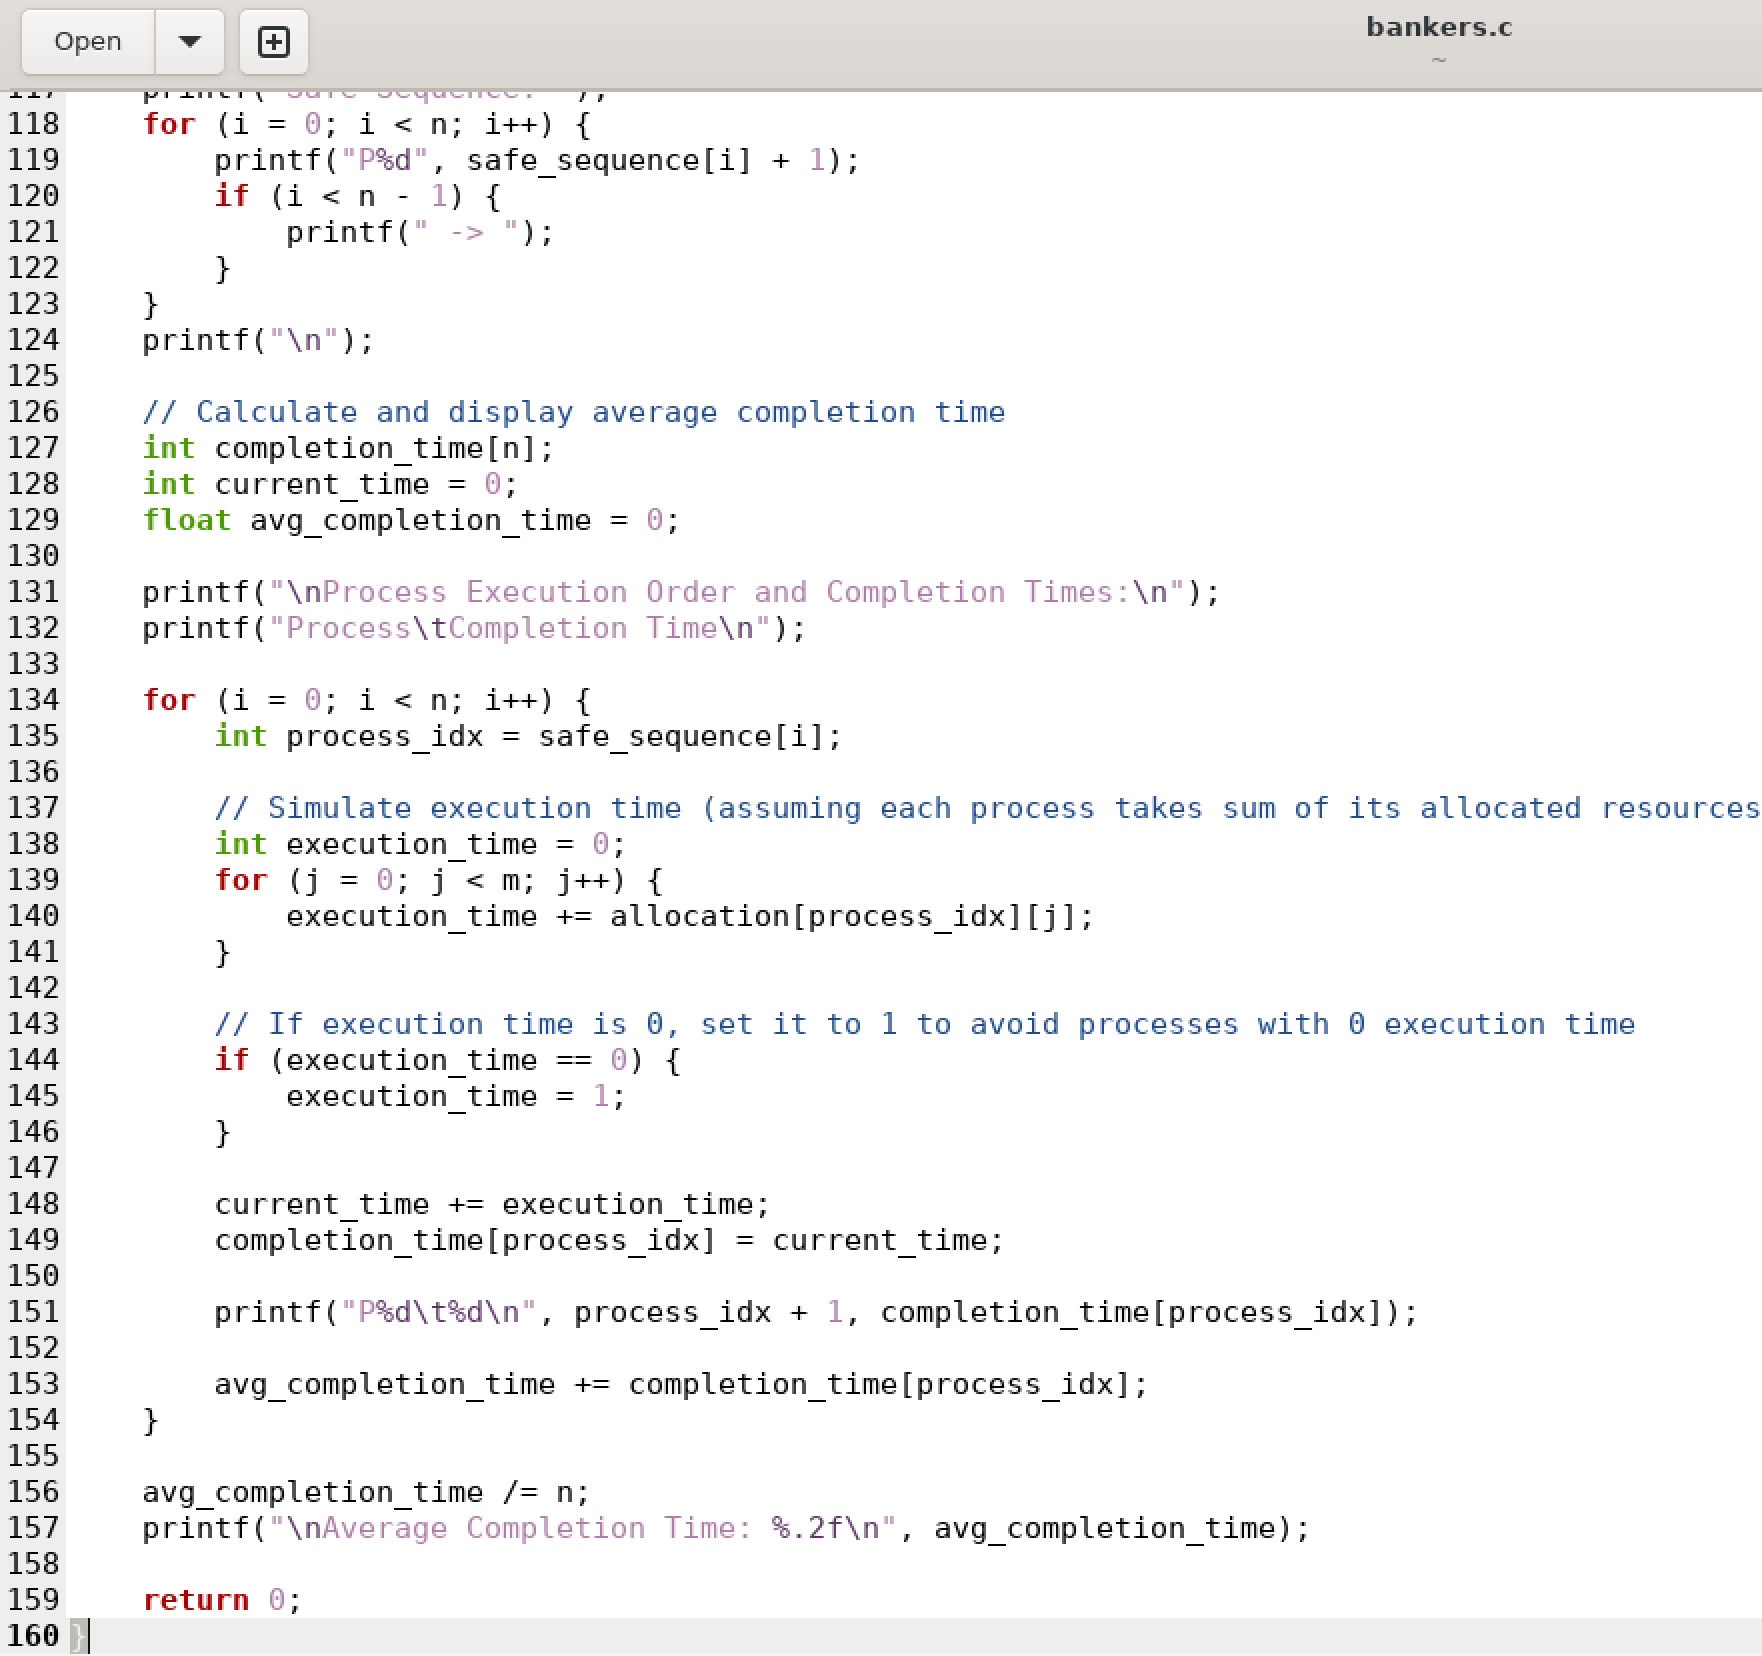 Open
bankers.c
~
117     printf("Safe Sequence: ");
118     for (i = 0; i < n; i++) {
119         printf("P%d", safe_sequence[i] + 1);
120         if (i < n - 1) {
121             printf(" -> ");
122         }
123     }
124     printf("\n");
125
126     // Calculate and display average completion time
127     int completion_time[n];
128     int current_time = 0;
129     float avg_completion_time = 0;
130
131     printf("\nProcess Execution Order and Completion Times:\n");
132     printf("Process\tCompletion Time\n");
133
134     for (i = 0; i < n; i++) {
135         int process_idx = safe_sequence[i];
136
137         // Simulate execution time (assuming each process takes sum of its allocated resources
138         int execution_time = 0;
139         for (j = 0; j < m; j++) {
140             execution_time += allocation[process_idx][j];
141         }
142
143         // If execution time is 0, set it to 1 to avoid processes with 0 execution time
144         if (execution_time == 0) {
145             execution_time = 1;
146         }
147
148         current_time += execution_time;
149         completion_time[process_idx] = current_time;
150
151         printf("P%d\t%d\n", process_idx + 1, completion_time[process_idx]);
152
153         avg_completion_time += completion_time[process_idx];
154     }
155
156     avg_completion_time /= n;
157     printf("\nAverage Completion Time: %.2f\n", avg_completion_time);
158
159     return 0;
160 }